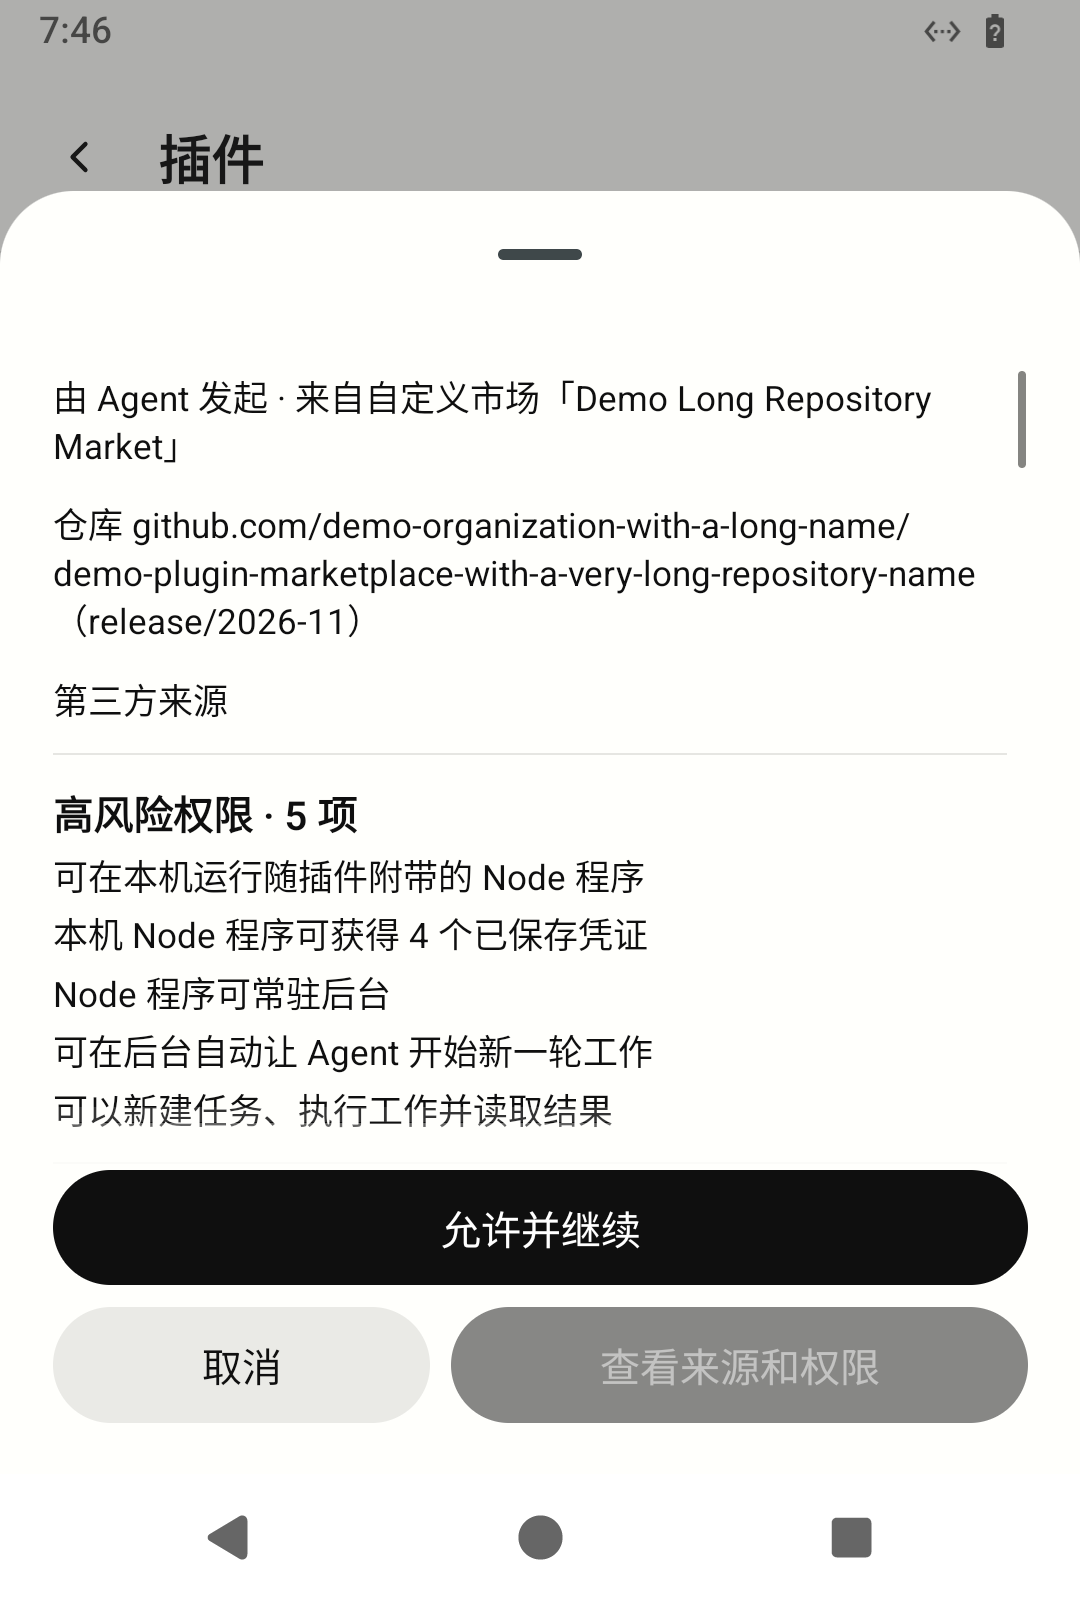 7:46
插件
由 Agent 发起 · 来自自定义市场「Demo Long Repository
Market」
仓库 github.com/demo-organization-with-a-long-name/
demo-plugin-marketplace-with-a-very-long-repository-name
（release/2026-11）
第三方来源
高风险权限 · 5 项
可在本机运行随插件附带的 Node 程序
本机 Node 程序可获得 4 个已保存凭证
Node 程序可常驻后台
可在后台自动让 Agent 开始新一轮工作
可以新建任务、执行工作并读取结果
允许并继续
取消
查看来源和权限